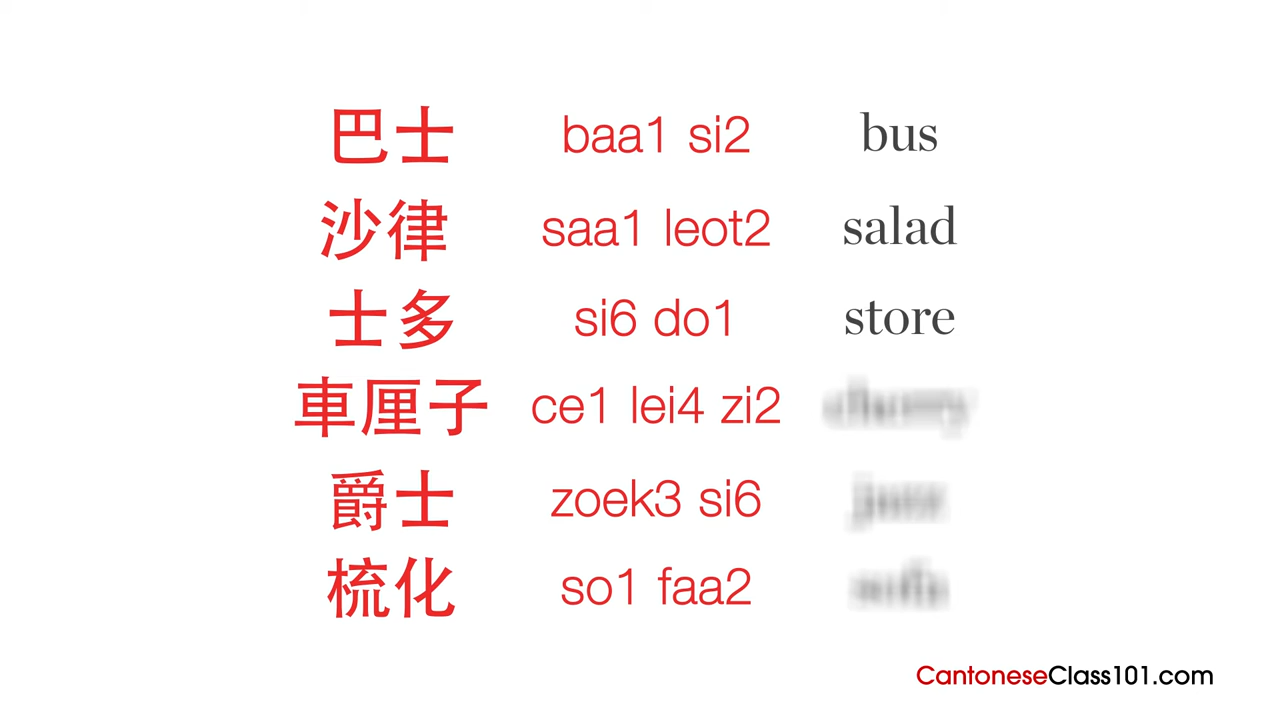 巴士 baa1 si2 bus
沙律 saa1 leot2 salad
士多 si6 do1 store
車厘子 ce1 lei4 zi2
爵士 zoek3 si6
梳化 so1 faa2
CantoneseClass101.com